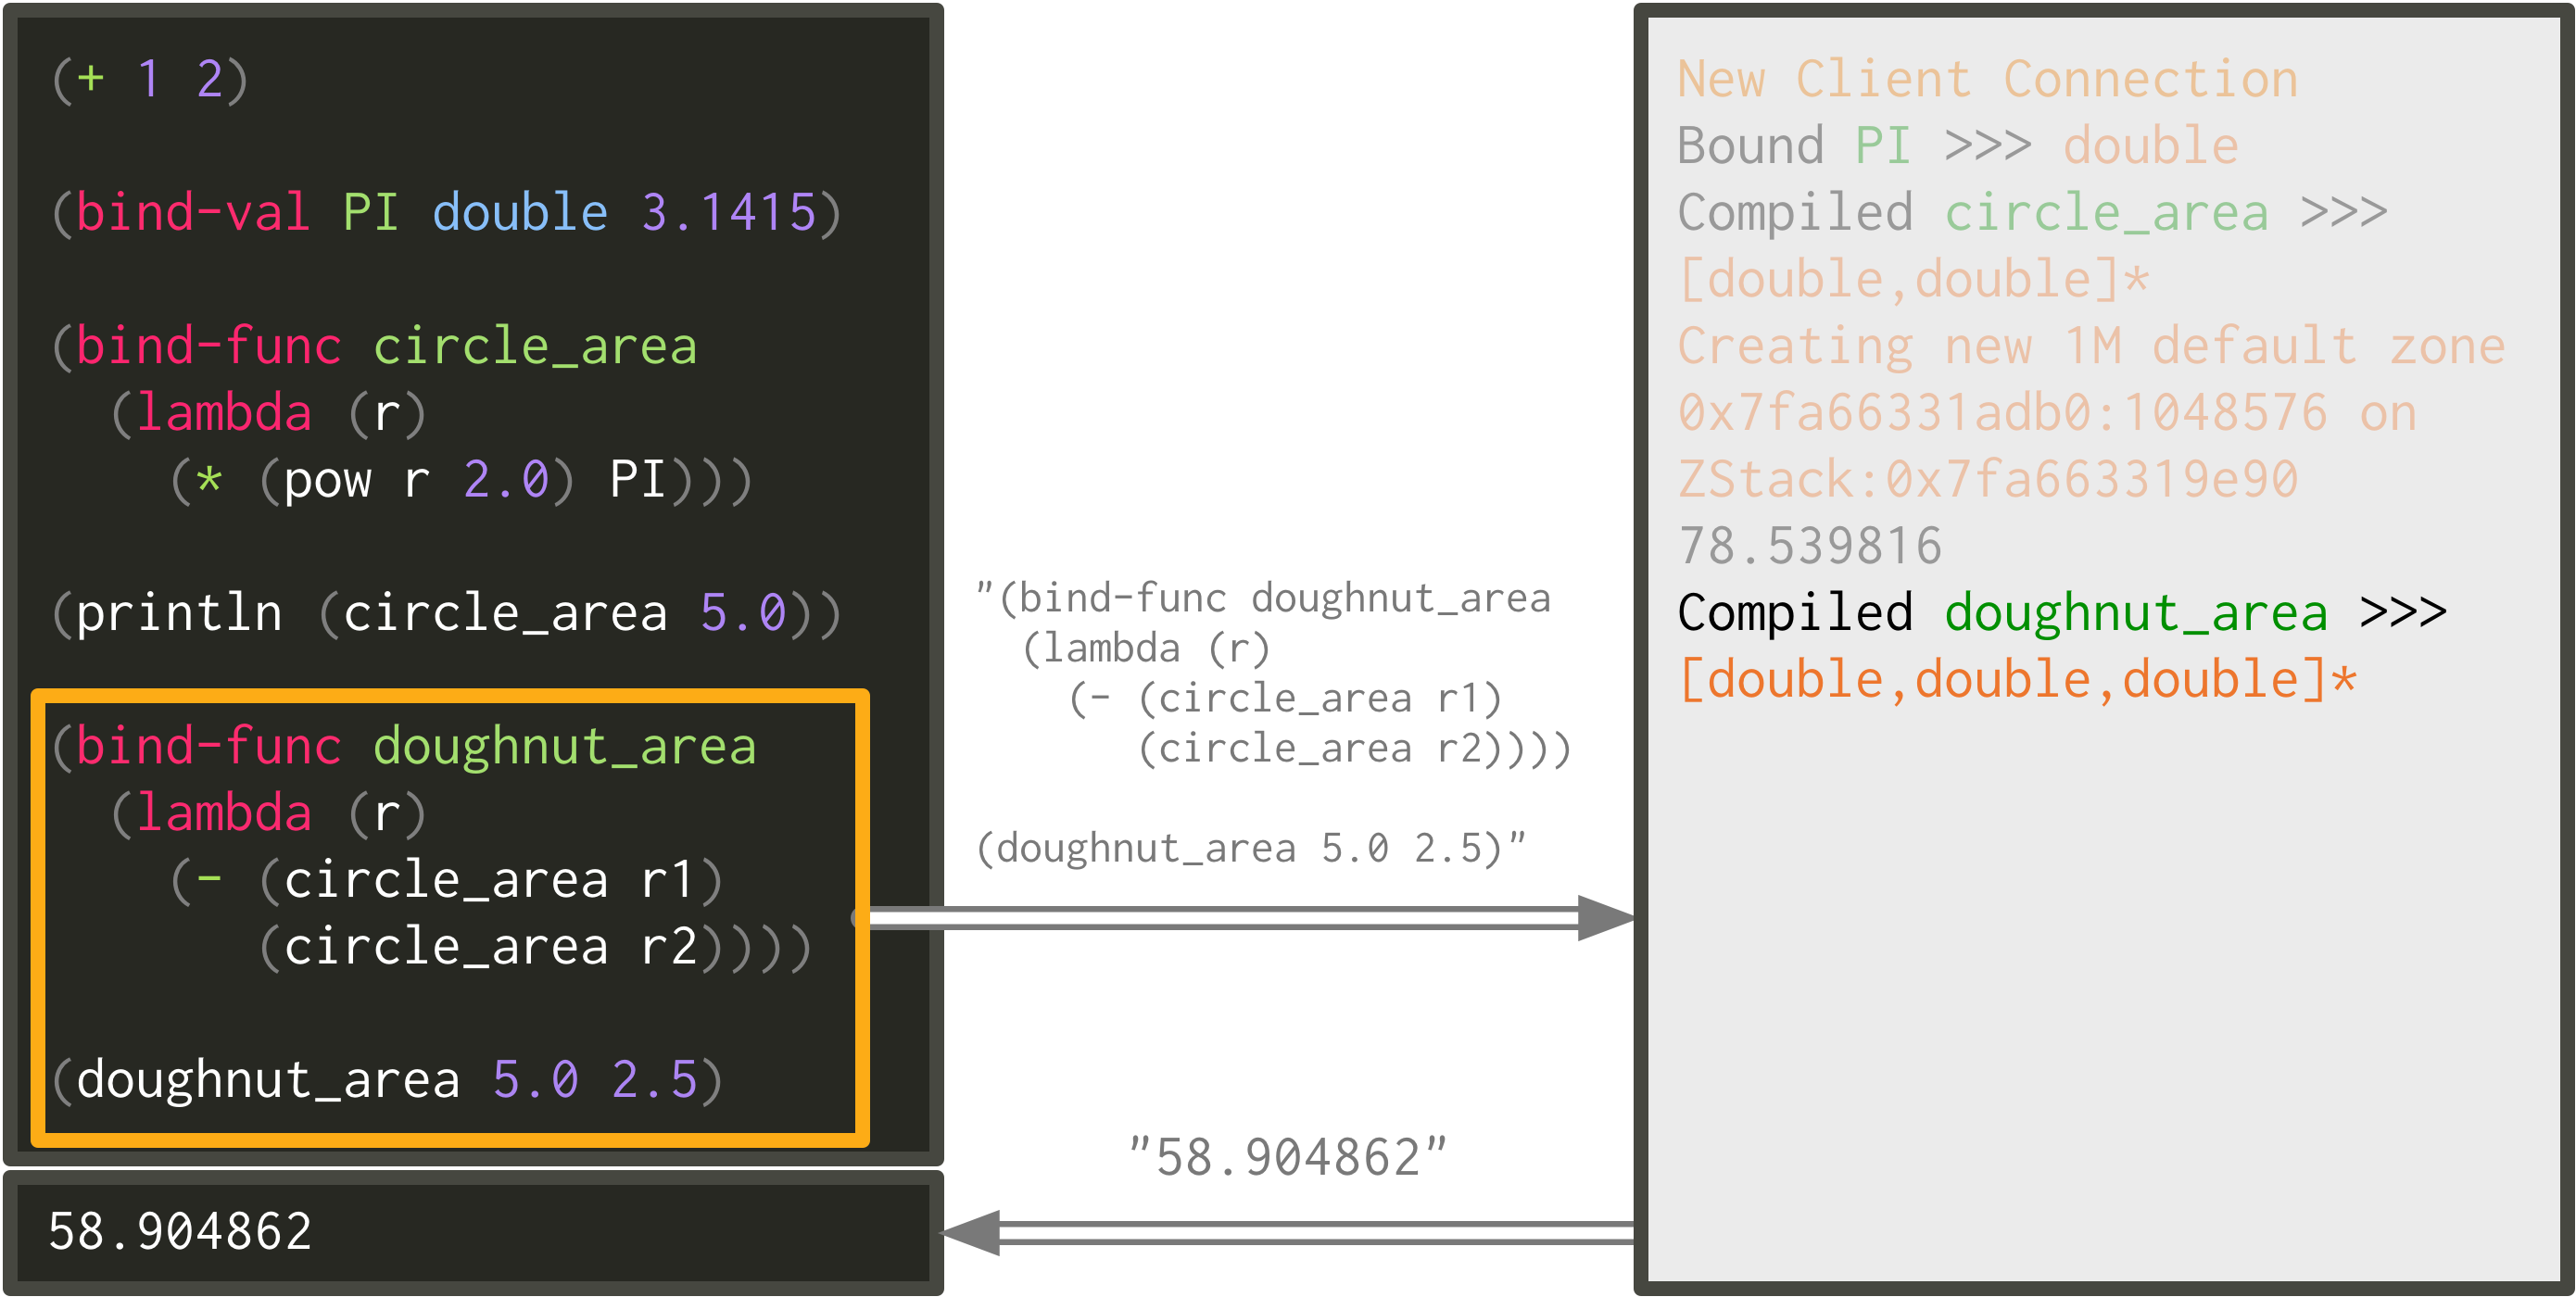 (+ 1 2)
(bind-val PI double 3.1415)
(bind-func circle_area
(lambda (r)
(* (pow r 2.0) PI)))
(println (circle_area 5.0))
(bind-func doughnut_area
(lambda (r)
(- (circle_area r1)
(circle_area r2))))
(doughnut_area 5.0 2.5)
58.904862
"(bind-func doughnut_area
(lambda (r)
(- (circle_area r1)
(circle_area r2))))
(doughnut_area 5.0 2.5)"
"58.904862"
New Client Connection
Bound PI >>> double
Compiled circle_area >>>
[double,double]*
Creating new 1M default zone
0x7fa66331adb0:1048576 on
ZStack:0x7fa663319e90
78.539816
Compiled doughnut_area >>>
[double,double,double]*